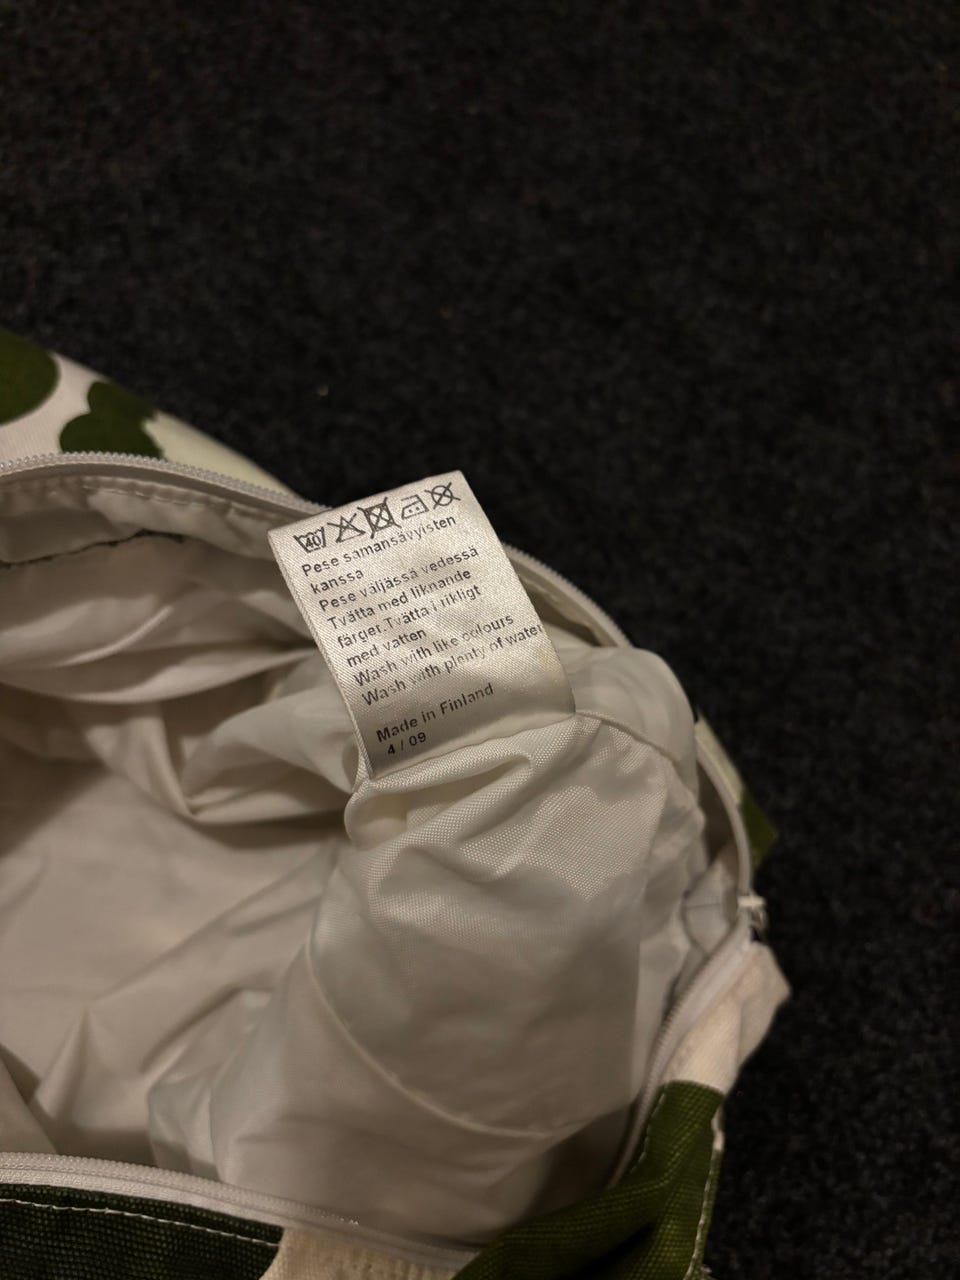 40
Pese samansävyisten
kanssa
Pese väljässä vedessä
Tvätta med liknande
färger.Tvätta i rikligt
med vatten
Wash with like colours
Wash with plenty of water
Made in Finland
4 / 09